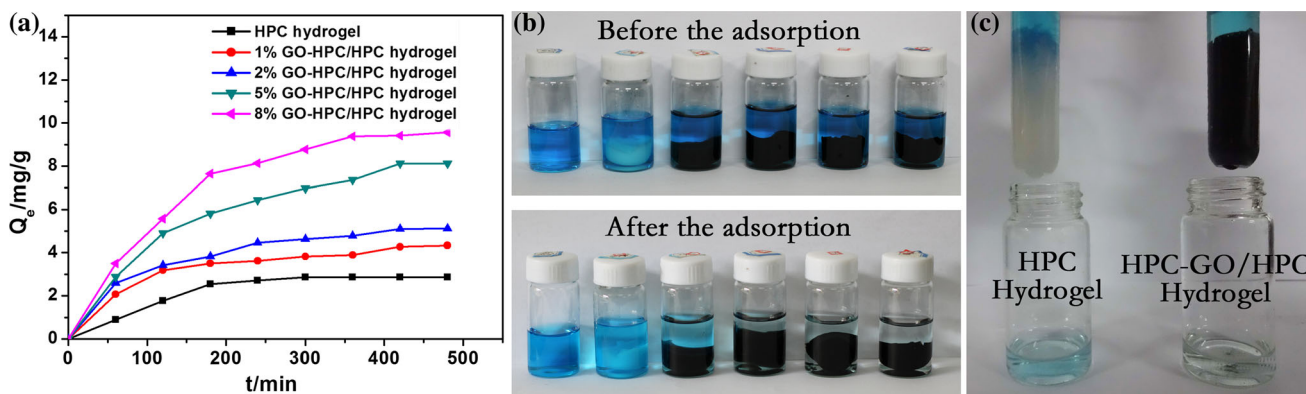 (a)
HPC hydrogel
1% GO-HPC/HPC hydrogel
2% GO-HPC/HPC hydrogel
5% GO-HPC/HPC hydrogel
8% GO-HPC/HPC hydrogel
14
12
10
8
6
4
2
0
Qe/mg/g
0 100 200 300 400 500
t/min
(b)
Before the adsorption
After the adsorption
(c)
HPC
Hydrogel
HPC-GO/HPC
Hydrogel